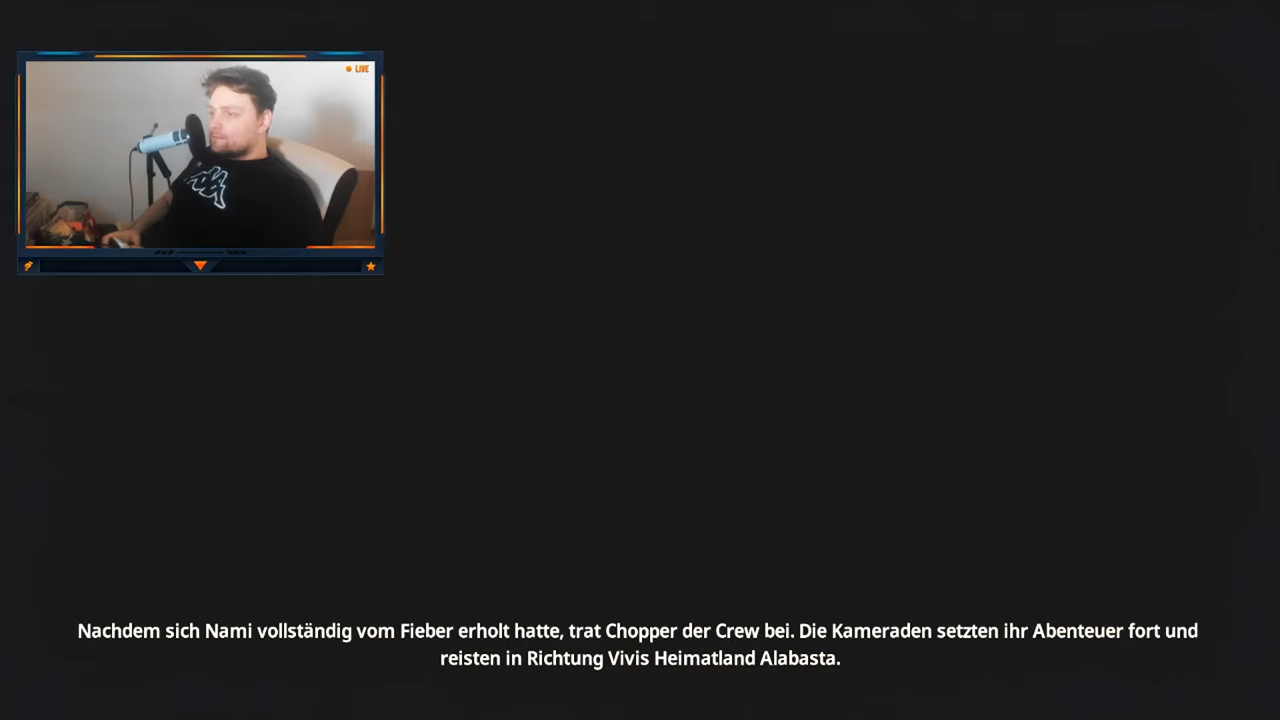 LIVE
Nachdem sich Nami vollständig vom Fieber erholt hatte, trat Chopper der Crew bei. Die Kameraden setzten ihr Abenteuer fort und
reisten in Richtung Vivis Heimatland Alabasta.